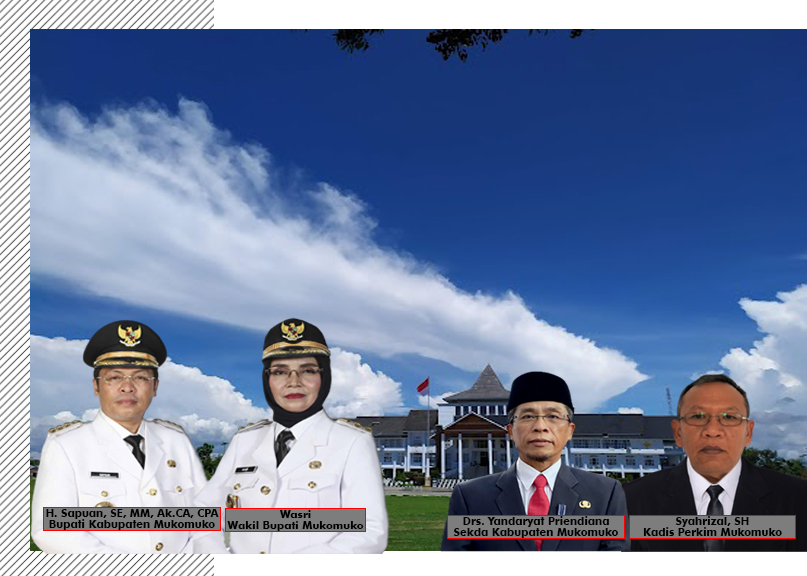 H. Sapuan, SE, MM, Ak.CA, CPA
Bupati Kabupaten Mukomuko
Wasri
Wakil Bupati Mukomuko
Drs. Yandaryat Priendiana
Sekda Kabupaten Mukomuko
Syahrizal, SH
Kadis Perkim Mukomuko